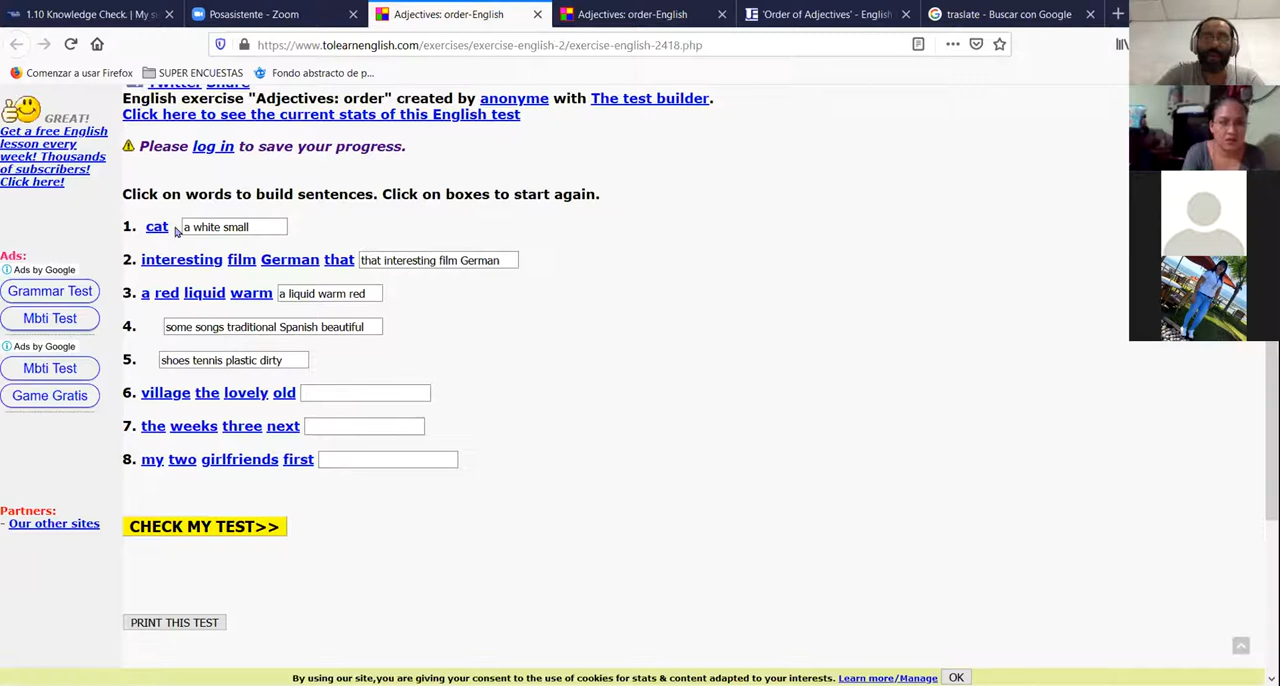 1.10 Knowledge Check. | My si
Posasistente - Zoom
Adjectives: order-English
Adjectives: order-English
'Order of Adjectives' - English
traslate - Buscar con Google
https://www.tolearnenglish.com/exercises/exercise-english-2/exercise-english-2418.php
Comenzar a usar Firefox
SUPER ENCUESTAS
Fondo abstracto de p...
Twitter Share
English exercise "Adjectives: order" created by anonyme with The test builder.
Click here to see the current stats of this English test
GREAT!
Get a free English
lesson every
week! Thousands
of subscribers!
Click here!
Please log in to save your progress.
Click on words to build sentences. Click on boxes to start again.
1. cat a white small
2. interesting film German that that interesting film German
3. a red liquid warm a liquid warm red
4. some songs traditional Spanish beautiful
5. shoes tennis plastic dirty
6. village the lovely old
7. the weeks three next
8. my two girlfriends first
Ads:
Ads by Google
Grammar Test
Mbti Test
Ads by Google
Mbti Test
Game Gratis
Partners:
- Our other sites
CHECK MY TEST>>
PRINT THIS TEST
By using our site,you are giving your consent to the use of cookies for stats & content adapted to your interests. Learn more/Manage OK